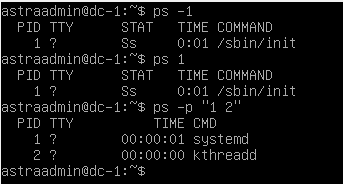 astraadmin@dc-1:~$ ps -1
  PID TTY      STAT   TIME COMMAND
    1 ?        Ss     0:01 /sbin/init
astraadmin@dc-1:~$ ps 1
  PID TTY      STAT   TIME COMMAND
    1 ?        Ss     0:01 /sbin/init
astraadmin@dc-1:~$ ps -p "1 2"
  PID TTY          TIME CMD
    1 ?        00:00:01 systemd
    2 ?        00:00:00 kthreadd
astraadmin@dc-1:~$